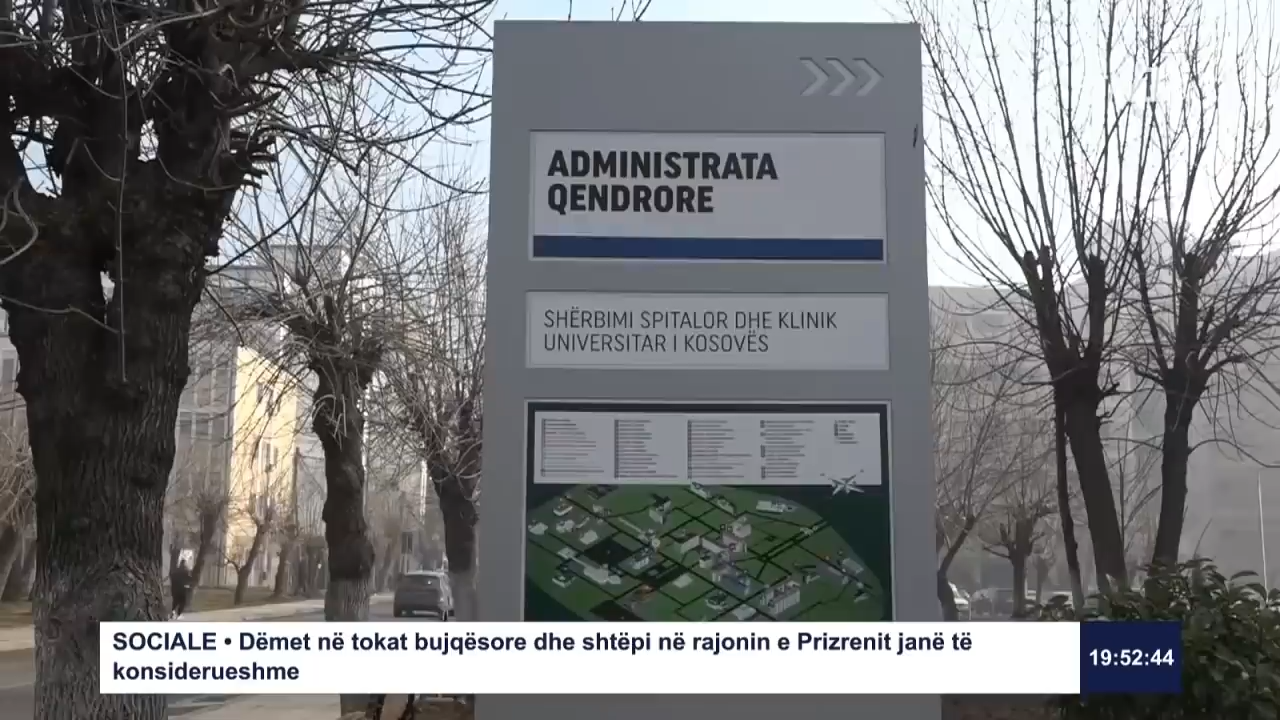 ADMINISTRATA
QENDRORE
SHËRBIMI SPITALOR DHE KLINIK
UNIVERSITAR I KOSOVËS
SOCIALE • Dëmet në tokat bujqësore dhe shtëpi në rajonin e Prizrenit janë të
konsiderueshme
19:52:44